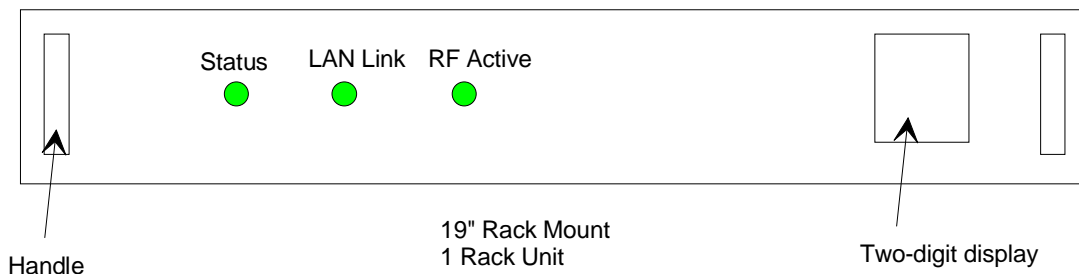 Status LAN Link RF Active
19" Rack Mount
1 Rack Unit
Handle
Two-digit display